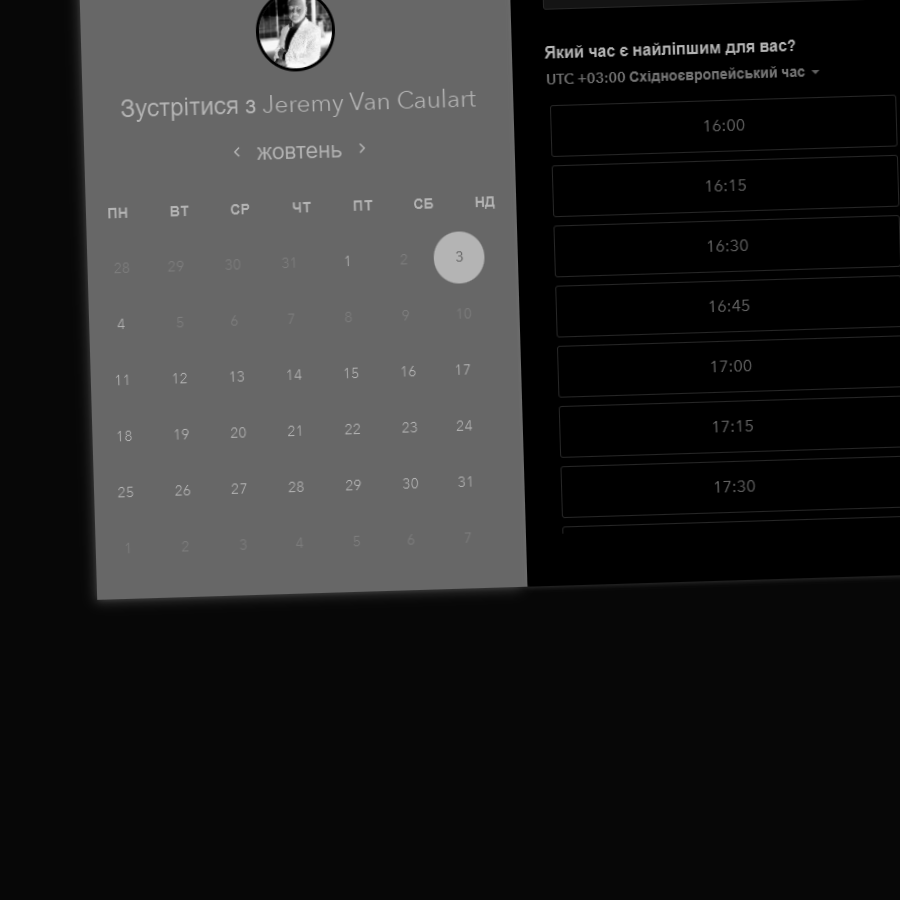 Зустрітися з Jeremy Van Caulart
жовтень
ПН ВТ СР ЧТ ПТ СБ НД
28 29 30 31 1 2 3
4 5 6 7 8 9 10
11 12 13 14 15 16 17
18 19 20 21 22 23 24
25 26 27 28 29 30 31
1 2 3 4 5 6 7
Який час є найліпшим для вас?
UTC +03:00 Східноєвропейський час
16:00
16:15
16:30
16:45
17:00
17:15
17:30